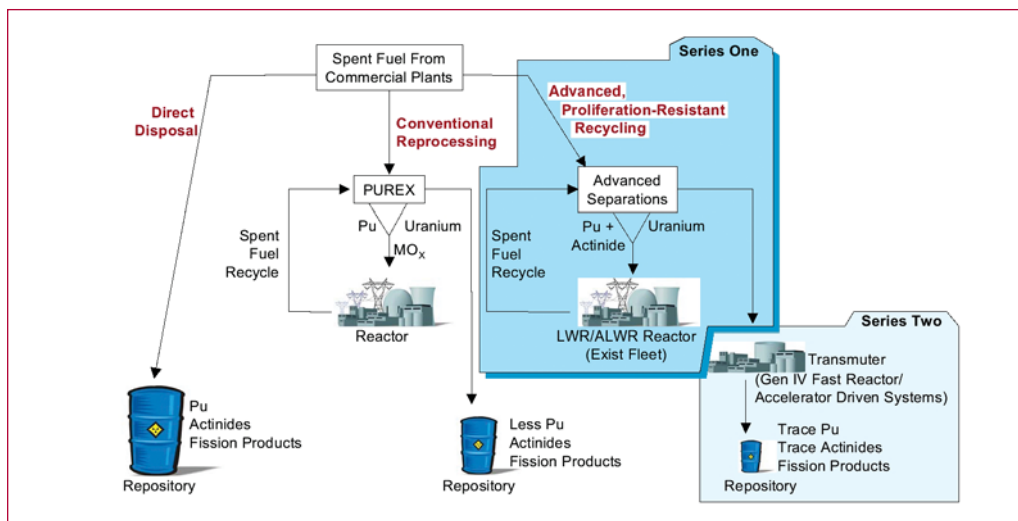 Spent Fuel From
Commercial Plants
Series One
Direct
Disposal
Conventional
Reprocessing
Advanced,
Proliferation-Resistant
Recycling
PUREX
Pu
Uranium
MOx
Spent
Fuel
Recycle
Reactor
Advanced
Separations
Pu +
Actinide
Uranium
Spent
Fuel
Recycle
LWR/ALWR Reactor
(Exist Fleet)
Series Two
Transmuter
(Gen IV Fast Reactor/
Accelerator Driven Systems)
Pu
Actinides
Fission Products
Repository
Less Pu
Actinides
Fission Products
Repository
Trace Pu
Trace Actinides
Fission Products
Repository